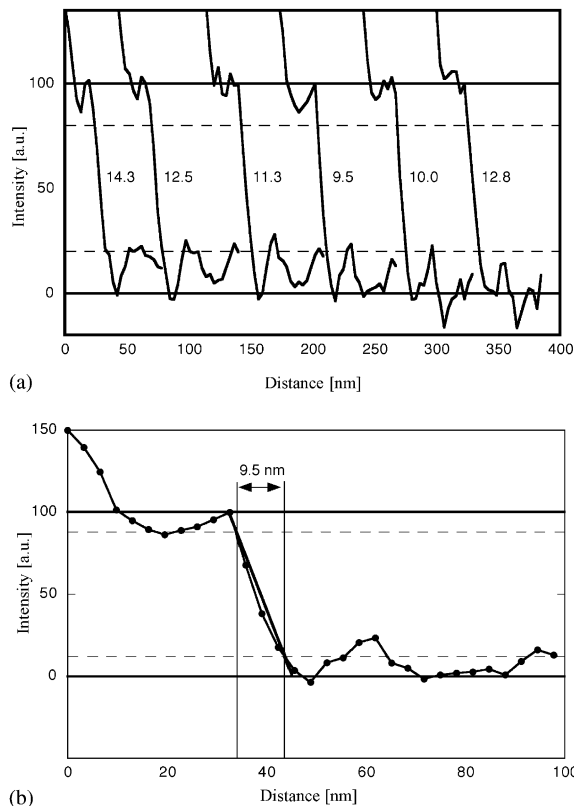 100
50
0
Intensity [a.u.]
14.3 12.5 11.3 9.5 10.0 12.8
0 50 100 150 200 250 300 350 400
(a)
Distance [nm]
150
100
50
0
Intensity [a.u.]
9.5 nm
0 20 40 60 80 100
(b)
Distance [nm]